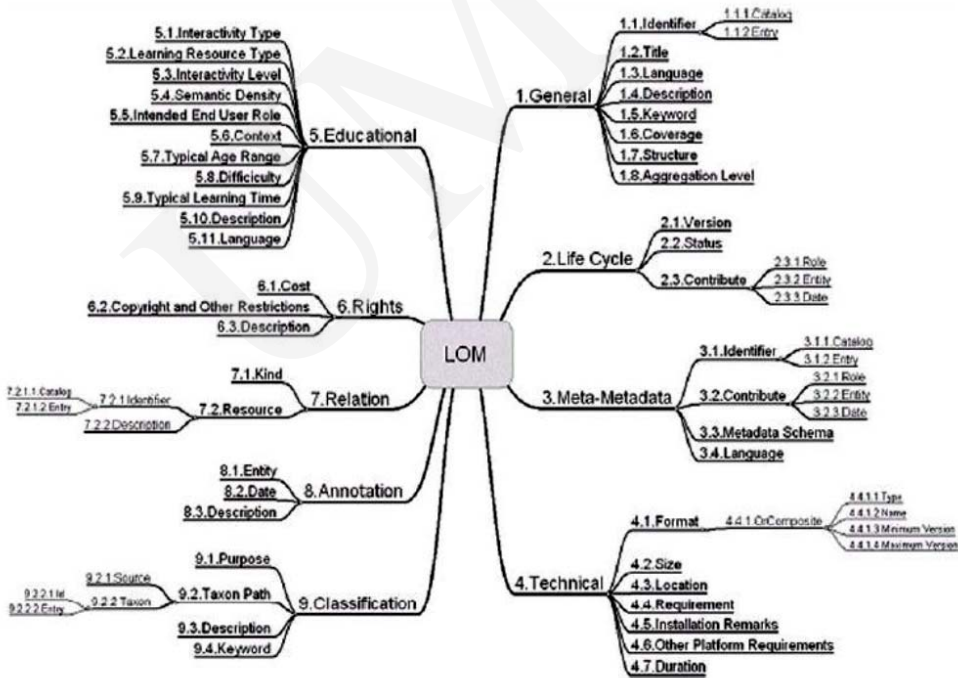 LOM
1.General
1.1.Identifier
1.1.1.Catalog
1.1.2.Entry
1.2.Title
1.3.Language
1.4.Description
1.5.Keyword
1.6.Coverage
1.7.Structure
1.8.Aggregation Level
2.Life Cycle
2.1.Version
2.2.Status
2.3.Contribute
2.3.1.Role
2.3.2.Entity
2.3.3.Date
3.Meta-Metadata
3.1.Identifier
3.1.1.Catalog
3.1.2.Entry
3.2.Contribute
3.2.1.Role
3.2.2.Entity
3.2.3.Date
3.3.Metadata Schema
3.4.Language
4.Technical
4.1.Format
4.4.1.OrComposite
4.4.1.1.Type
4.4.1.2.Name
4.4.1.3.Minimum Version
4.4.1.4.Maximum Version
4.2.Size
4.3.Location
4.4.Requirement
4.5.Installation Remarks
4.6.Other Platform Requirements
4.7.Duration
5.Educational
5.1.Interactivity Type
5.2.Learning Resource Type
5.3.Interactivity Level
5.4.Semantic Density
5.5.Intended End User Role
5.6.Context
5.7.Typical Age Range
5.8.Difficiculty
5.9.Typical Learning Time
5.10.Description
5.11.Language
6.Rights
6.1.Cost
6.2.Copyright and Other Restrictions
6.3.Description
7.Relation
7.1.Kind
7.2.Resource
7.2.1.Identifier
7.2.1.1.Catalog
7.2.1.2.Entry
7.2.2.Description
8.Annotation
8.1.Entity
8.2.Date
8.3.Description
9.Classification
9.1.Purpose
9.2.Taxon Path
9.2.1.Source
9.2.2.Taxon
9.2.2.1.Id
9.2.2.2.Entry
9.3.Description
9.4.Keyword
UM